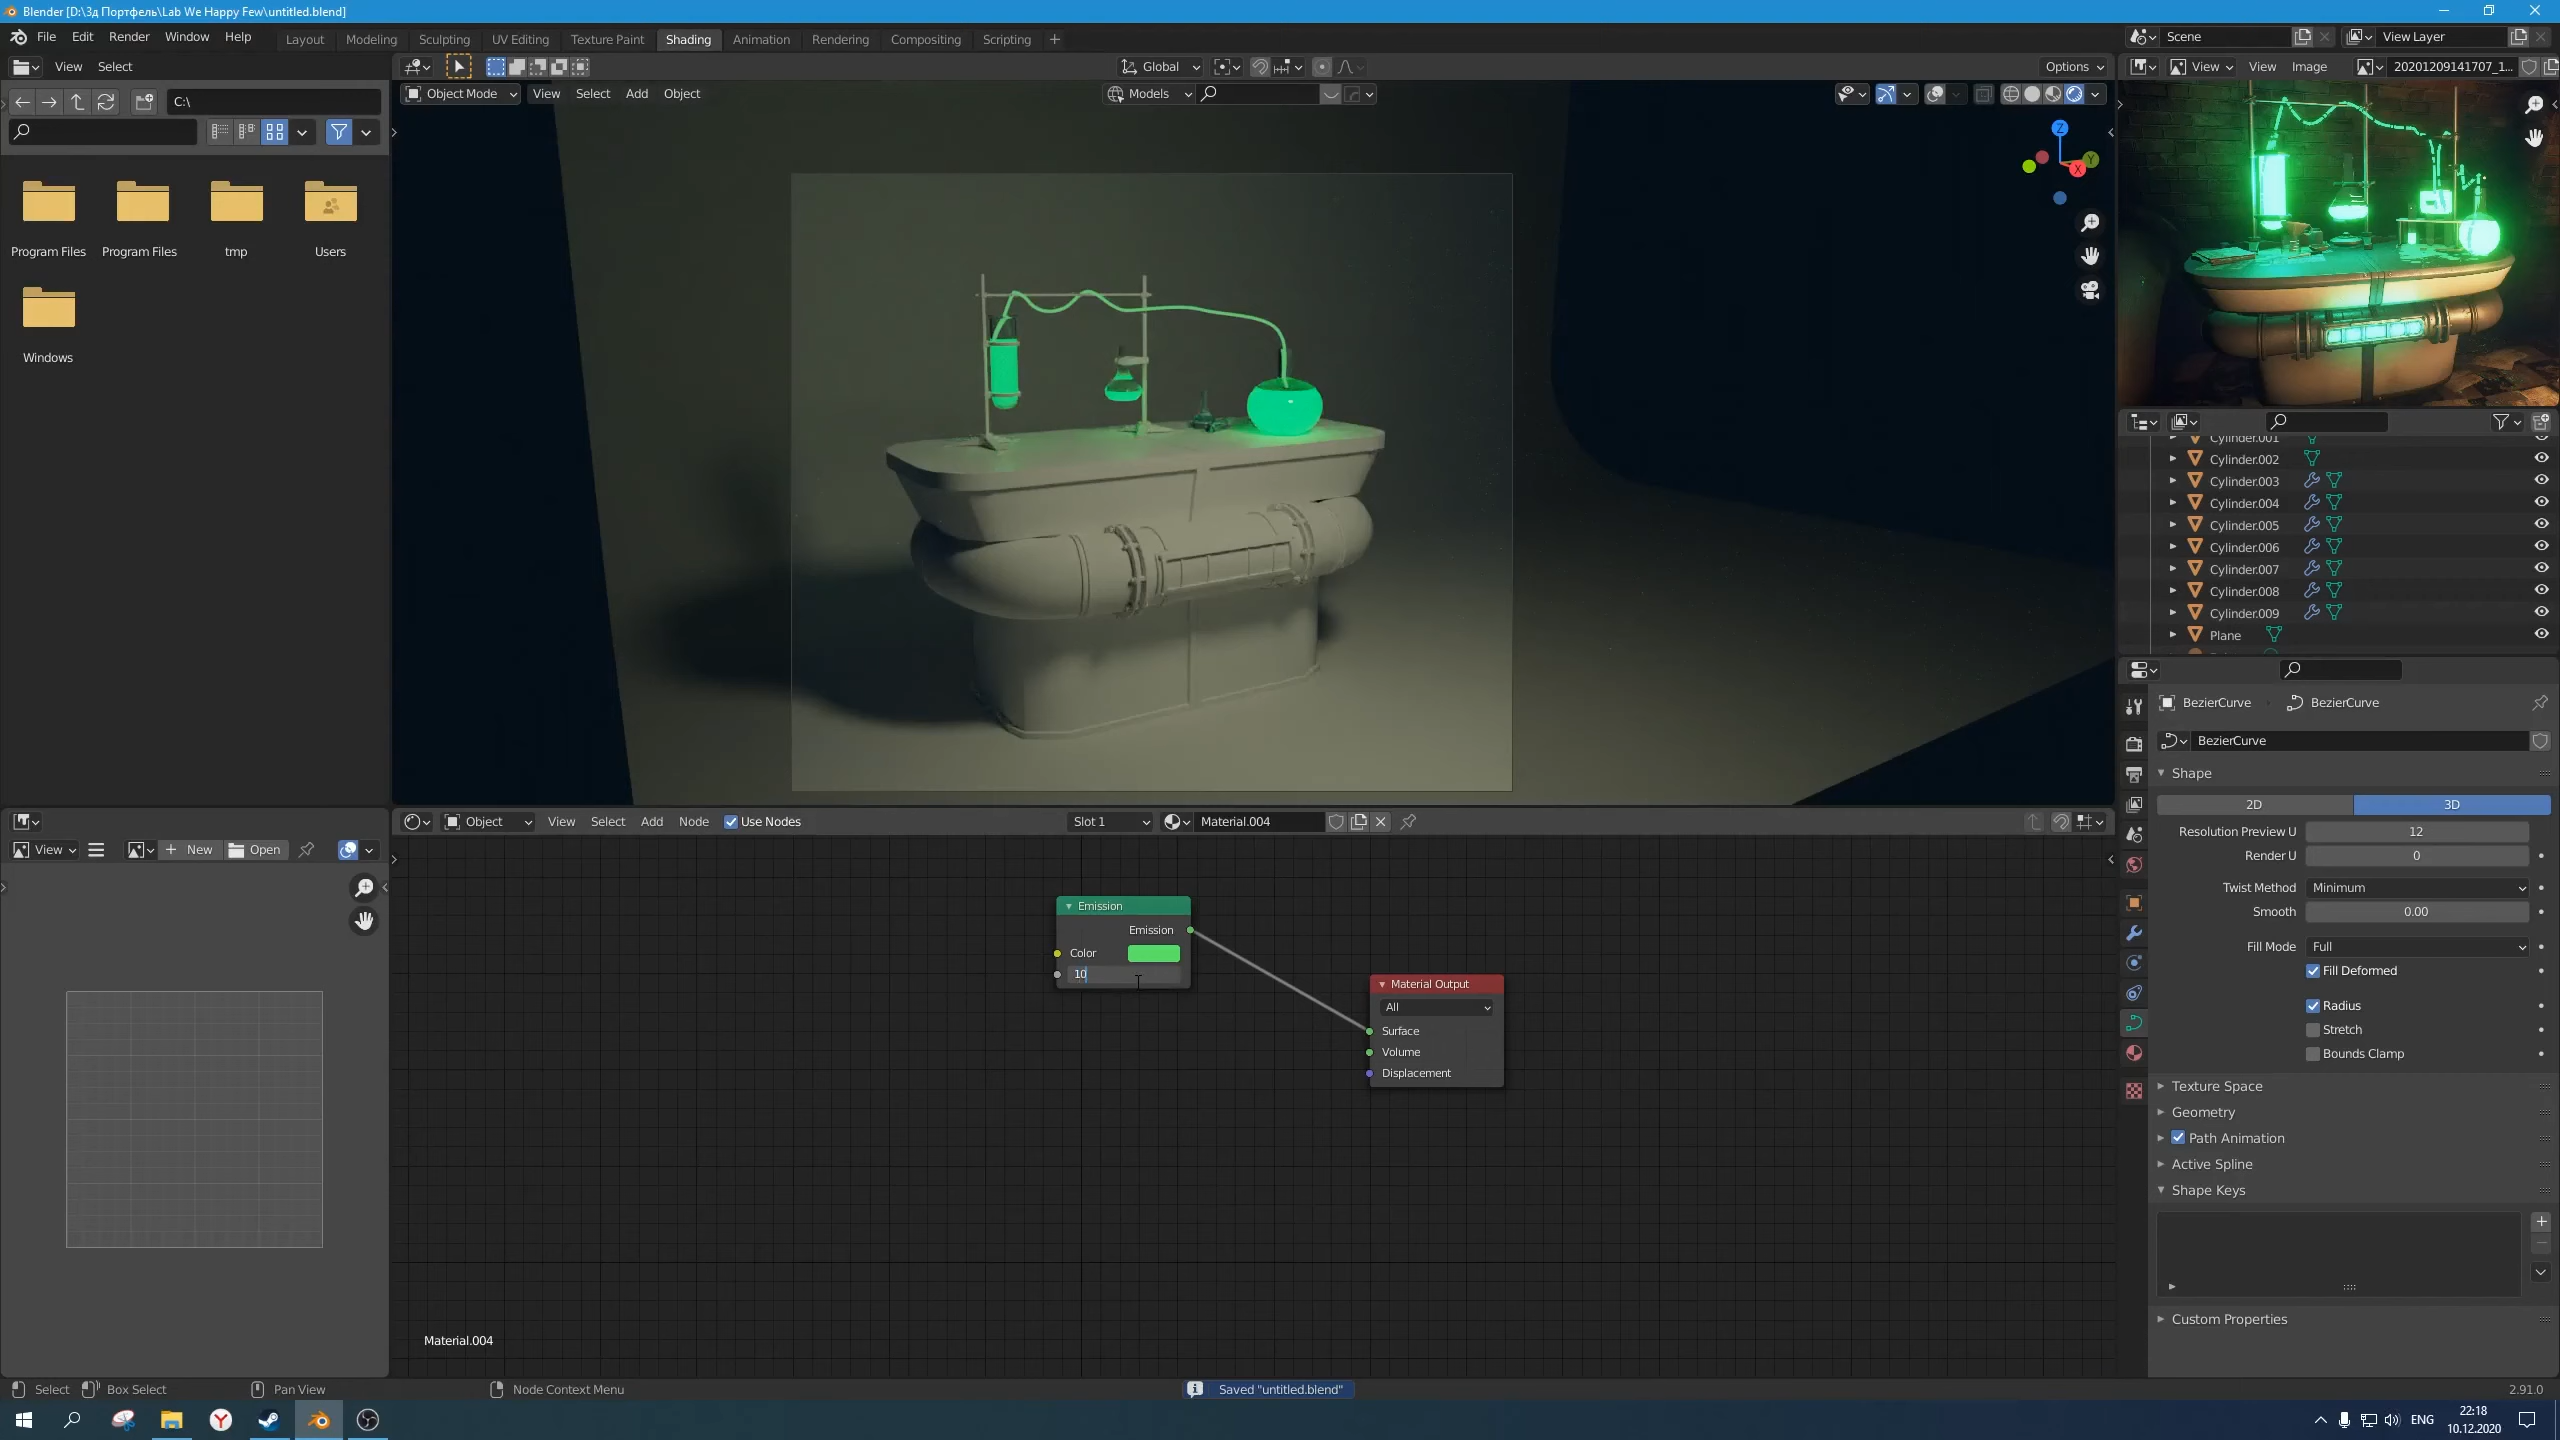 Blender [D:\3д Портфель\Lab We Happy Few\untitled.blend]
File Edit Render Window Help Layout Modeling Sculpting UV Editing Texture Paint Shading Animation Rendering Compositing Scripting + Scene View Layer
View Select Global Options View View Image 20201209141707_1...
C:\ Object Mode View Select Add Object Models
Z Y X
Program Files Program Files tmp Users
Windows
Cylinder.001
Cylinder.002
Cylinder.003
Cylinder.004
Cylinder.005
Cylinder.006
Cylinder.007
Cylinder.008
Cylinder.009
Plane
BezierCurve BezierCurve
BezierCurve
Shape
2D 3D
Resolution Preview U 12
Render U 0
Twist Method Minimum
Smooth 0.00
Fill Mode Full
Fill Deformed
Radius
Stretch
Bounds Clamp
Texture Space
Geometry
Path Animation
Active Spline
Shape Keys
Custom Properties
Object View Select Add Node Use Nodes Slot 1 Material.004
View New Open
Emission
Emission
Color
10
Material Output
All
Surface
Volume
Displacement
Material.004
Select Box Select Pan View Node Context Menu Saved "untitled.blend" 2.91.0
ENG 22:18
10.12.2020